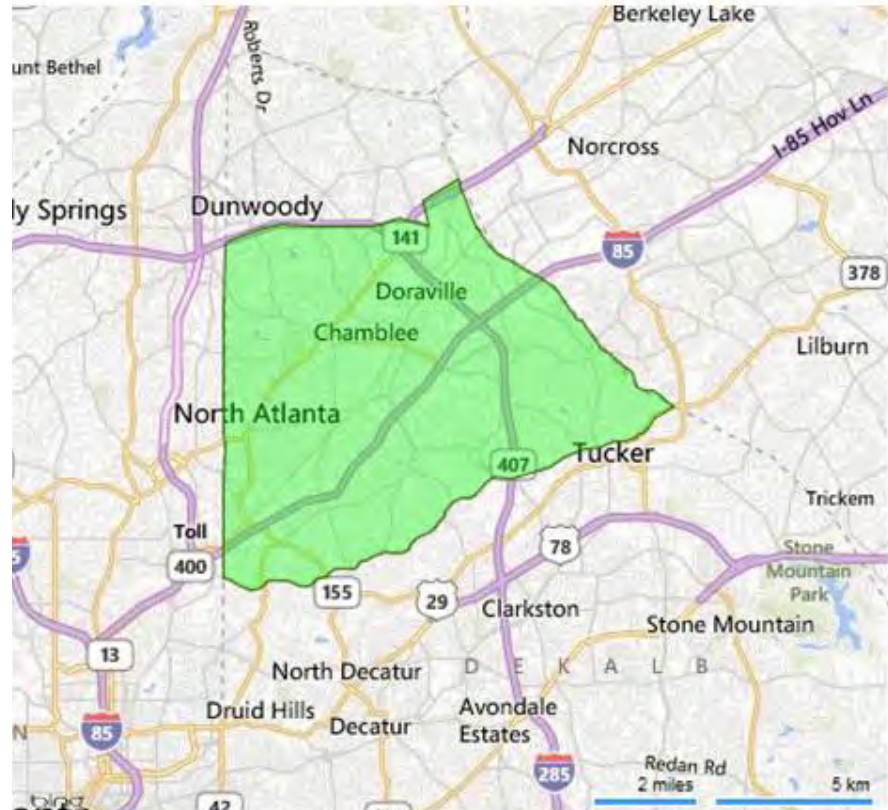 Berkeley Lake
unt Bethel
Roberts Dr
I-85 Hov Ln
Norcross
ly Springs
Dunwoody
141
85
378
Doraville
Chamblee
Lilburn
North Atlanta
Tucker
407
Trickem
Toll
400
78
Stone
Mountain
Park
155
29
Clarkston
Stone Mountain
13
North Decatur
D E K A L B
Druid Hills
Decatur
Avondale
Estates
N
85
285
Redan Rd
2 miles
5 km
42